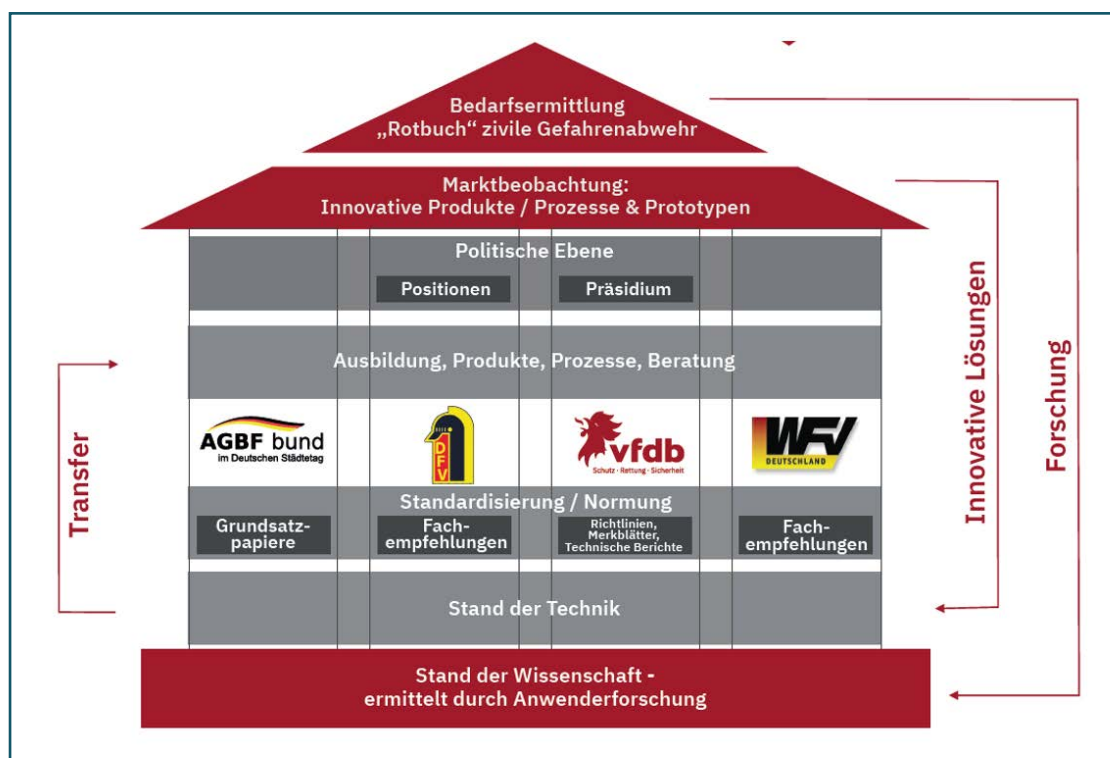 Bedarfsermittlung
„Rotbuch“ zivile Gefahrenabwehr
Marktbeobachtung:
Innovative Produkte / Prozesse & Prototypen
Politische Ebene
Positionen
Präsidium
Ausbildung, Produkte, Prozesse, Beratung
AGBF bund
im Deutschen Städtetag
DFV
vfdb
Schutz · Rettung · Sicherheit
WFV
DEUTSCHLAND
Standardisierung / Normung
Grundsatz-
papiere
Fach-
empfehlungen
Richtlinien,
Merkblätter,
Technische Berichte
Fach-
empfehlungen
Stand der Technik
Stand der Wissenschaft -
ermittelt durch Anwenderforschung
Transfer
Innovative Lösungen
Forschung